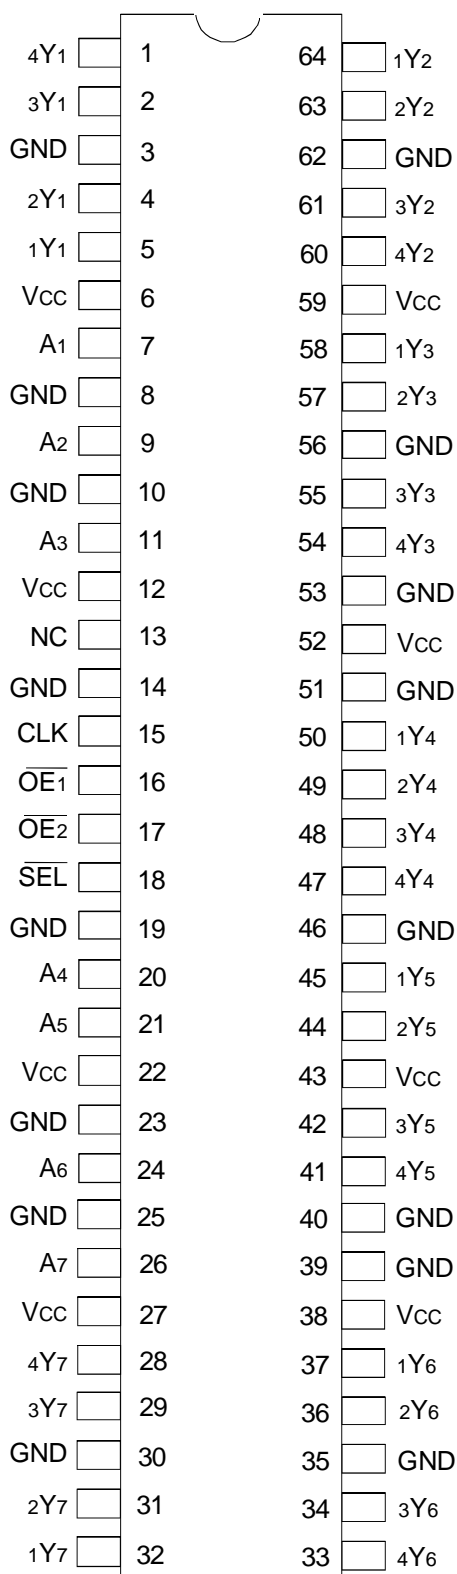 4Y1 1 64 1Y2
3Y1 2 63 2Y2
GND 3 62 GND
2Y1 4 61 3Y2
1Y1 5 60 4Y2
VCC 6 59 VCC
A1 7 58 1Y3
GND 8 57 2Y3
A2 9 56 GND
GND 10 55 3Y3
A3 11 54 4Y3
VCC 12 53 GND
NC 13 52 VCC
GND 14 51 GND
CLK 15 50 1Y4
O̅E̅1̅ 16 49 2Y4
O̅E̅2̅ 17 48 3Y4
S̅E̅L̅ 18 47 4Y4
GND 19 46 GND
A4 20 45 1Y5
A5 21 44 2Y5
VCC 22 43 VCC
GND 23 42 3Y5
A6 24 41 4Y5
GND 25 40 GND
A7 26 39 GND
VCC 27 38 VCC
4Y7 28 37 1Y6
3Y7 29 36 2Y6
GND 30 35 GND
2Y7 31 34 3Y6
1Y7 32 33 4Y6